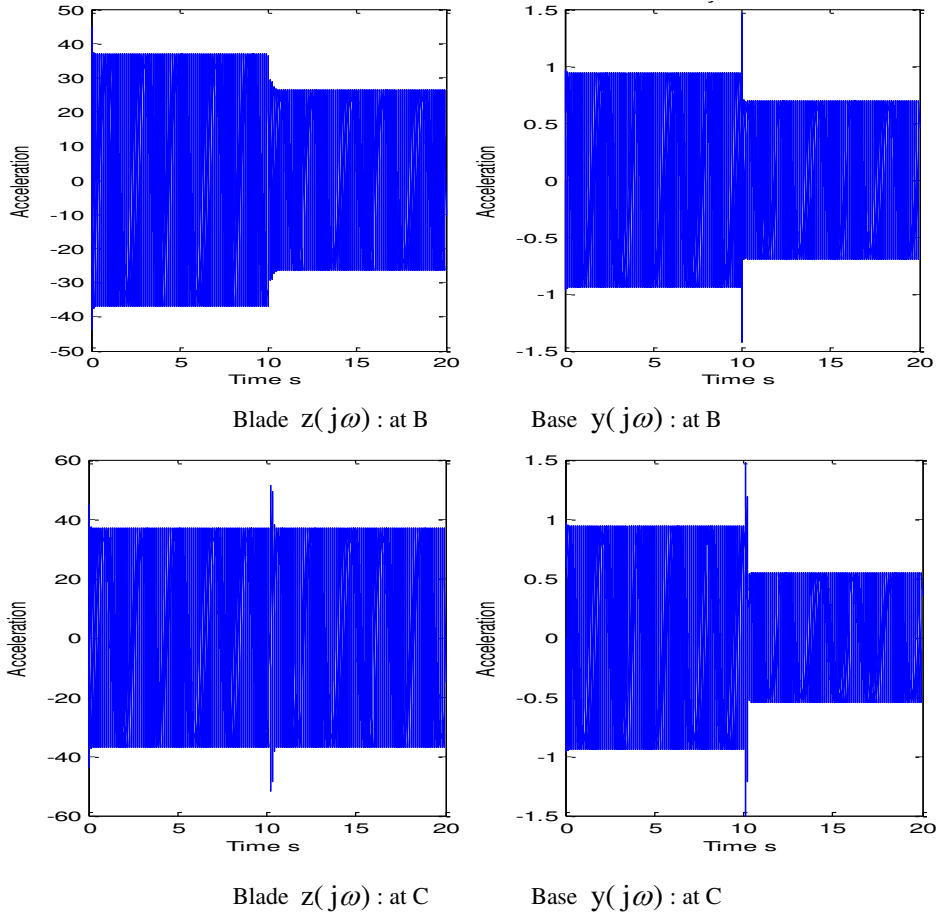 50
40
30
20
10
0
-10
-20
-30
-40
-50
Acceleration
0 5 10 15 20
Time s
1.5
1
0.5
0
-0.5
-1
-1.5
Acceleration
0 5 10 15 20
Time s
Blade z(jω) : at B
Base y(jω) : at B
60
40
20
0
-20
-40
-60
Acceleration
0 5 10 15 20
Time s
1.5
1
0.5
0
-0.5
-1
-1.5
Acceleration
0 5 10 15 20
Time s
Blade z(jω) : at C
Base y(jω) : at C